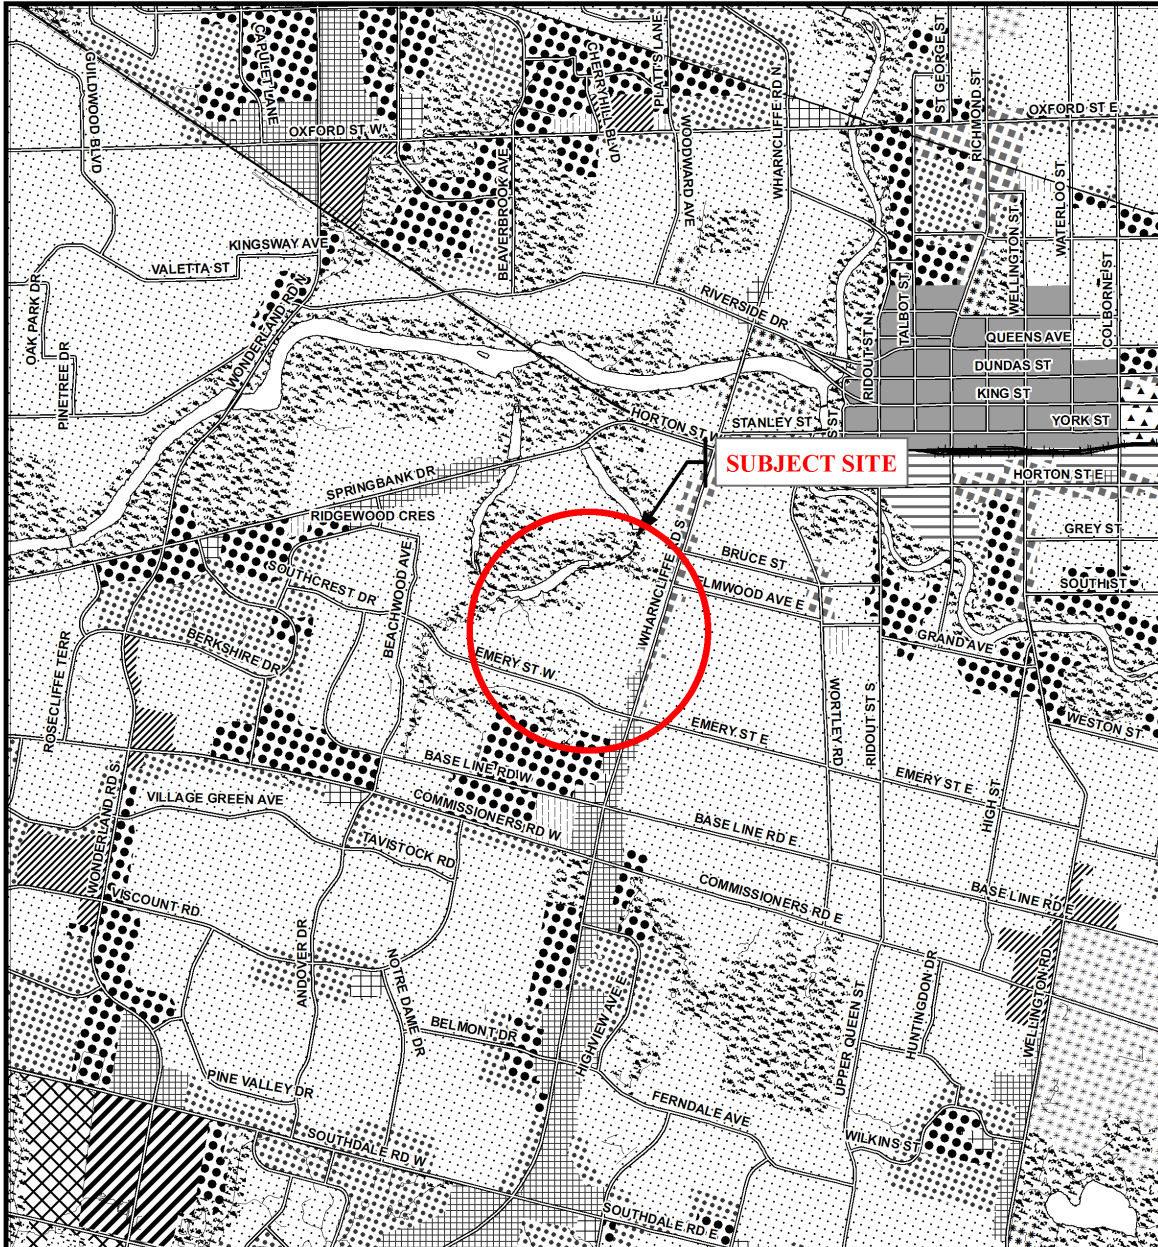 GUILDWOOD BLVD
CAPULET LANE
CHERRYHILL BLVD
PLATT'S LANE
WHARNCLIFFE RD N
ST GEORGE ST
RICHMOND ST
OXFORD ST W
OXFORD ST E
BEAVERBROOK AVE
WOODWARD AVE
WATERLOO ST
WELLINGTON ST
COLBORNE ST
KINGSWAY AVE
VALETTA ST
OAK PARK DR
PINETREE DR
WONDERLAND RD N
RIVERSIDE DR
TALBOT ST
RIDOUT ST N
QUEENS AVE
DUNDAS ST
KING ST
YORK ST
STANLEY ST
HORTON ST W
SUBJECT SITE
HORTON ST E
SPRINGBANK DR
RIDGEWOOD CRES
GREY ST
SOUTH ST
BRUCE ST
ELMWOOD AVE E
GRAND AVE
SOUTHCREST DR
BEACHWOOD AVE
WHARNCLIFFE RD S
BERKSHIRE DR
ROSECLIFFE TERR
EMERY ST W
EMERY ST E
WORTLEY RD
RIDOUT ST S
WESTON ST
EMERY ST E
HIGH ST
BASE LINE RD W
COMMISSIONERS RD W
VILLAGE GREEN AVE
WONDERLAND RD S
TAVISTOCK RD
BASE LINE RD E
COMMISSIONERS RD E
BASE LINE RD E
VISCOUNT RD
ANDOVER DR
NOTRE DAME DR
BELMONT DR
HIGHVIEW AVE E
UPPER QUEEN ST
HUNTINGDON DR
WELLINGTON RD
PINE VALLEY DR
FERNDALE AVE
WILKINS ST
SOUTHDALE RD W
SOUTHDALE RD E